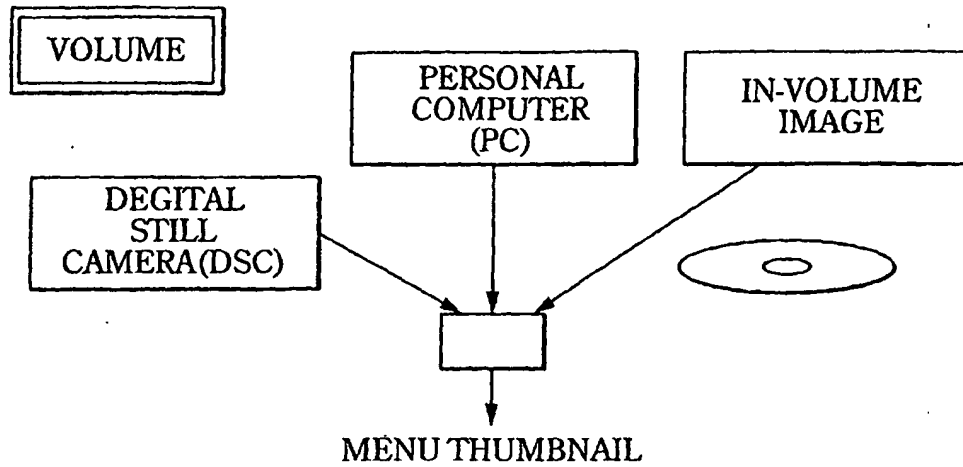 VOLUME
PERSONAL
COMPUTER
(PC)
IN-VOLUME
IMAGE
DEGITAL
STILL
CAMERA(DSC)
MENU THUMBNAIL